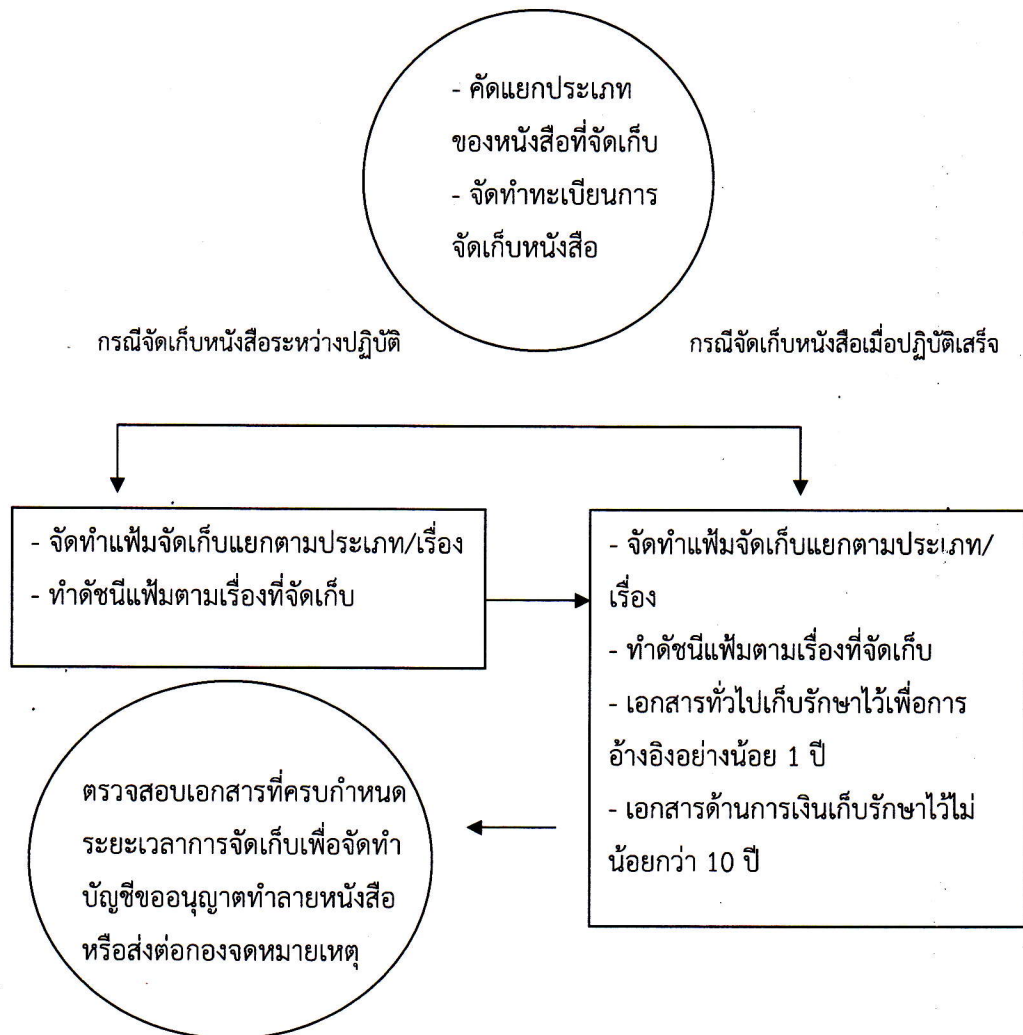 - คัดแยกประเภท
ของหนังสือที่จัดเก็บ
- จัดทำทะเบียนการ
จัดเก็บหนังสือ
กรณีจัดเก็บหนังสือระหว่างปฏิบัติ
กรณีจัดเก็บหนังสือเมื่อปฏิบัติเสร็จ
- จัดทำแฟ้มจัดเก็บแยกตามประเภท/เรื่อง
- ทำดัชนีแฟ้มตามเรื่องที่จัดเก็บ
- จัดทำแฟ้มจัดเก็บแยกตามประเภท/
เรื่อง
- ทำดัชนีแฟ้มตามเรื่องที่จัดเก็บ
- เอกสารทั่วไปเก็บรักษาไว้เพื่อการ
อ้างอิงอย่างน้อย 1 ปี
- เอกสารด้านการเงินเก็บรักษาไว้ไม่
น้อยกว่า 10 ปี
ตรวจสอบเอกสารที่ครบกำหนด
ระยะเวลาการจัดเก็บเพื่อจัดทำ
บัญชีขออนุญาตทำลายหนังสือ
หรือส่งต่อกองจดหมายเหตุ